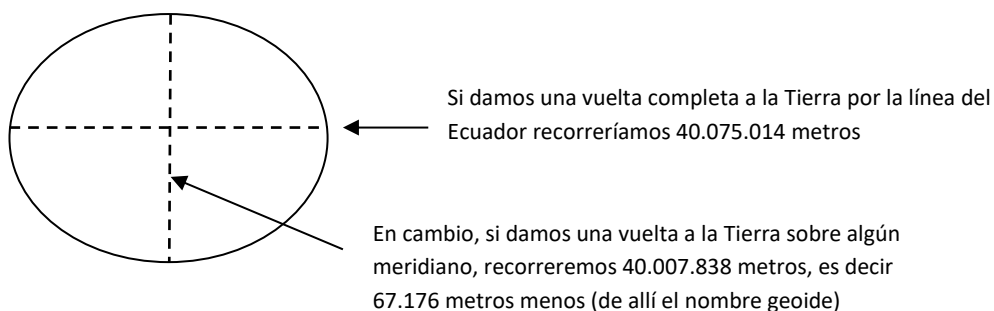 Si damos una vuelta completa a la Tierra por la línea del
Ecuador recorreríamos 40.075.014 metros
En cambio, si damos una vuelta a la Tierra sobre algún
meridiano, recorreremos 40.007.838 metros, es decir
67.176 metros menos (de allí el nombre geoide)